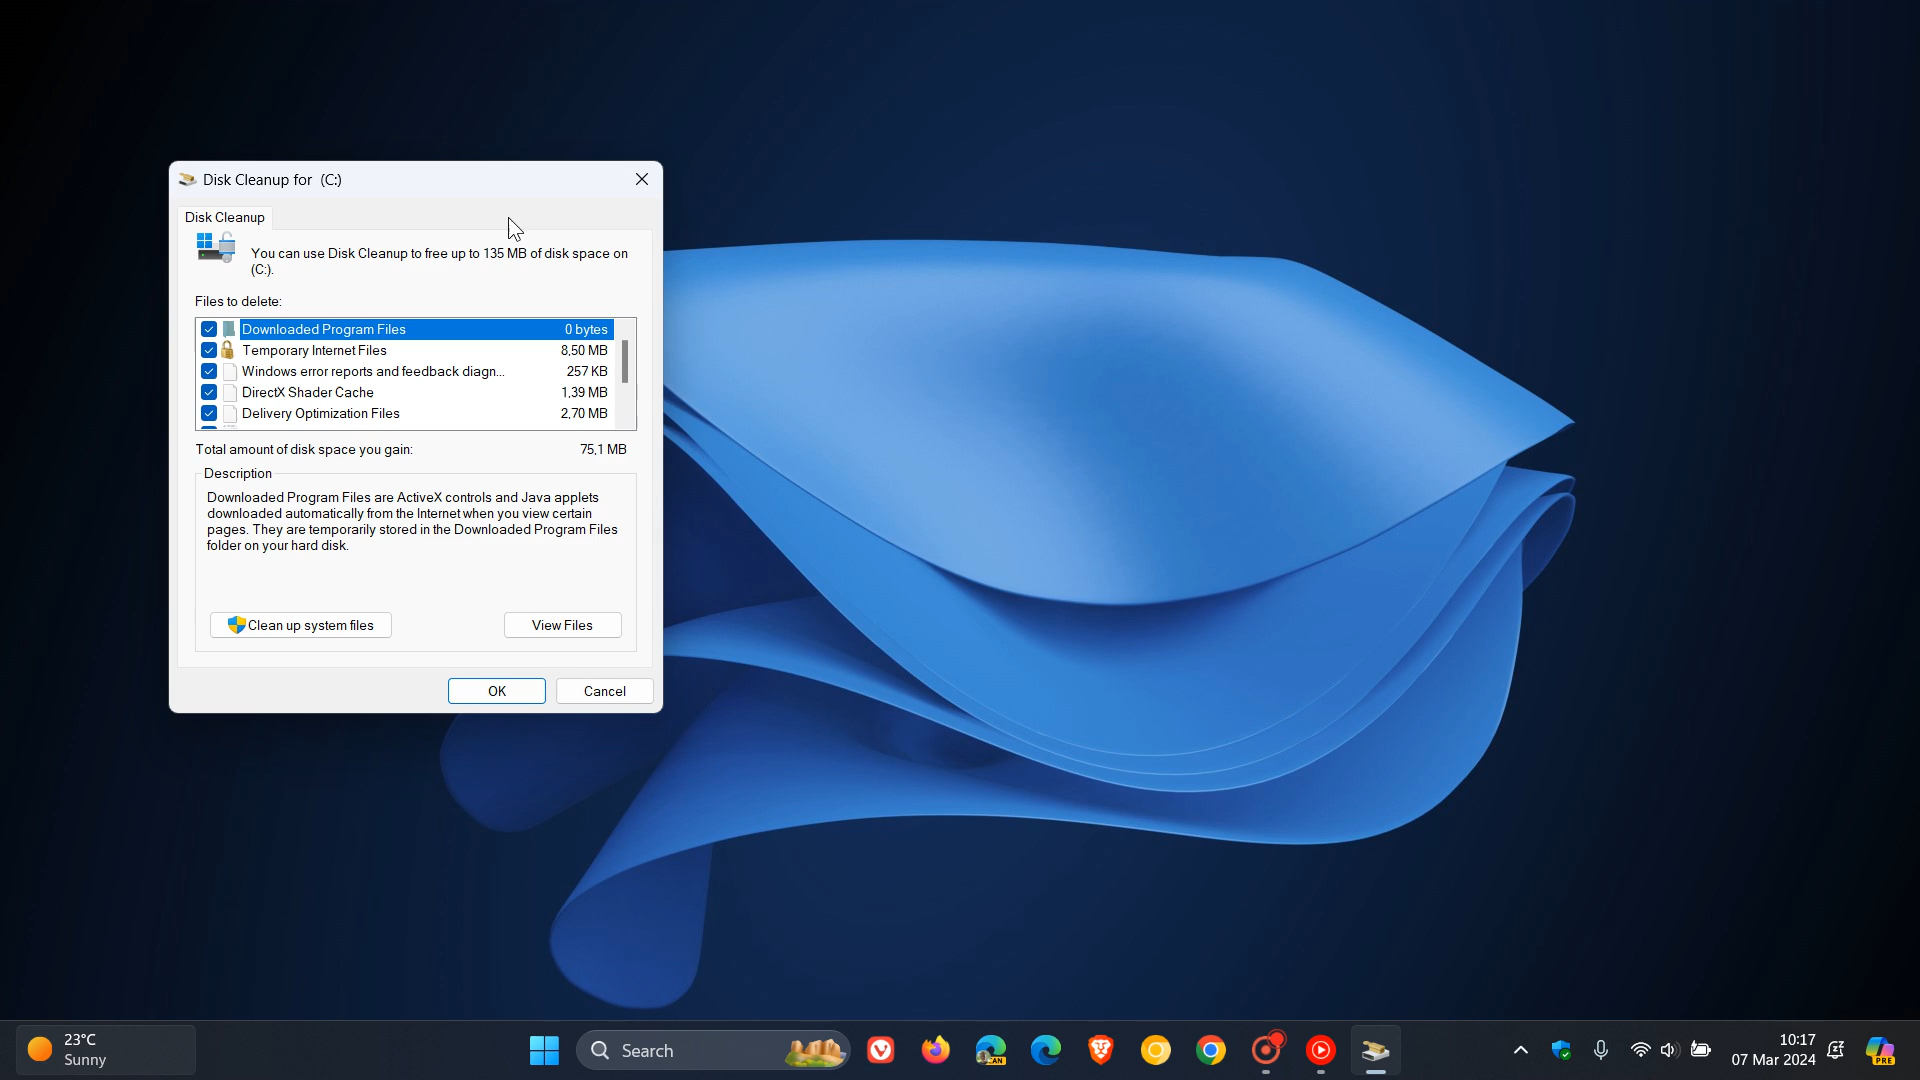 Disk Cleanup for (C:)
Disk Cleanup
You can use Disk Cleanup to free up to 135 MB of disk space on
(C:).
Files to delete:
Downloaded Program Files 0 bytes
Temporary Internet Files 8,50 MB
Windows error reports and feedback diagn... 257 KB
DirectX Shader Cache 1,39 MB
Delivery Optimization Files 2,70 MB
Total amount of disk space you gain: 75,1 MB
Description
Downloaded Program Files are ActiveX controls and Java applets
downloaded automatically from the Internet when you view certain
pages. They are temporarily stored in the Downloaded Program Files
folder on your hard disk.
Clean up system files
View Files
OK
Cancel
23°C
Sunny
Search
CAN
10:17
07 Mar 2024
PRE